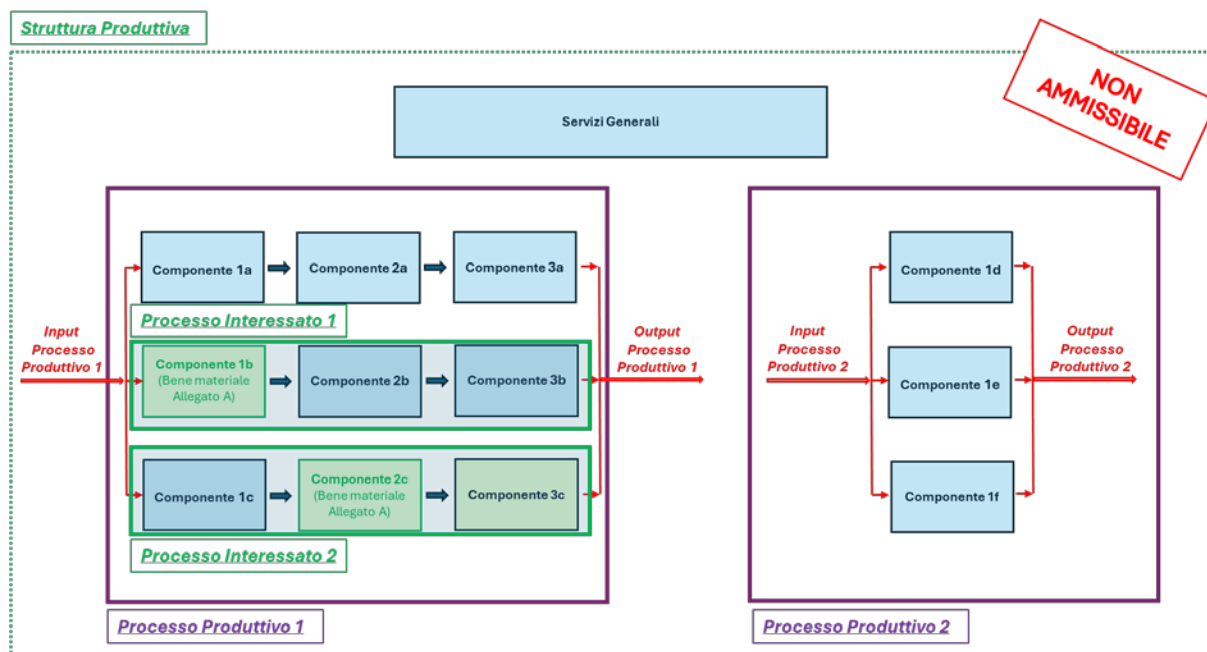 Struttura Produttiva
NON
AMMISSIBILE
Servizi Generali
Componente 1a
Componente 2a
Componente 3a
Processo Interessato 1
Input
Processo
Produttivo 1
Componente 1b
(Bene materiale
Allegato A)
Componente 2b
Componente 3b
Output
Processo
Produttivo 1
Componente 1c
Componente 2c
(Bene materiale
Allegato A)
Componente 3c
Processo Interessato 2
Processo Produttivo 1
Componente 1d
Input
Processo
Produttivo 2
Componente 1e
Output
Processo
Produttivo 2
Componente 1f
Processo Produttivo 2